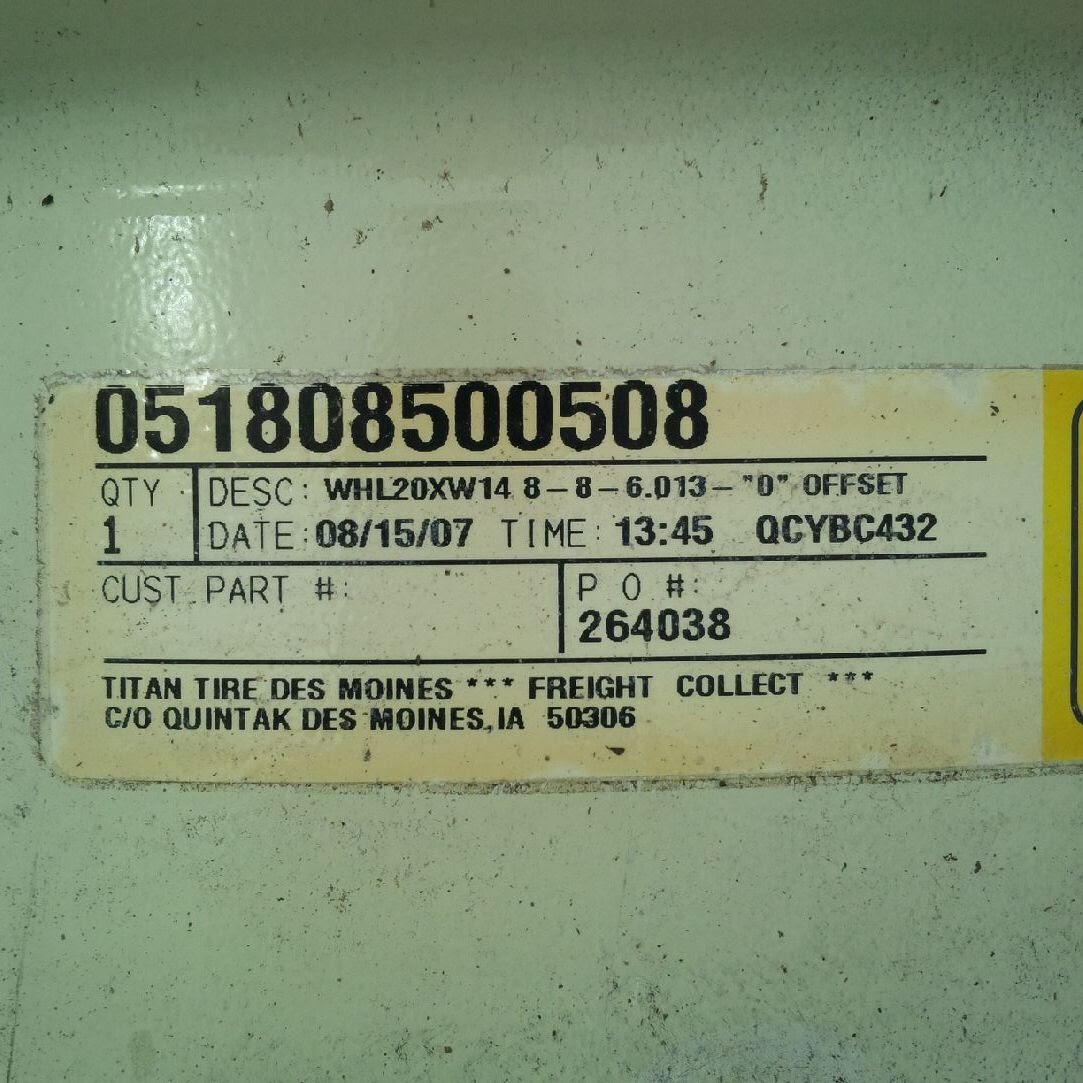 051808500508
QTY DESC: WHL20XW14 8-8-6.013-"0" OFFSET
1 DATE: 08/15/07 TIME: 13:45 QCYBC432
CUST PART #: P O #:
264038
TITAN TIRE DES MOINES *** FREIGHT COLLECT ***
C/O QUINTAK DES MOINES, IA 50306